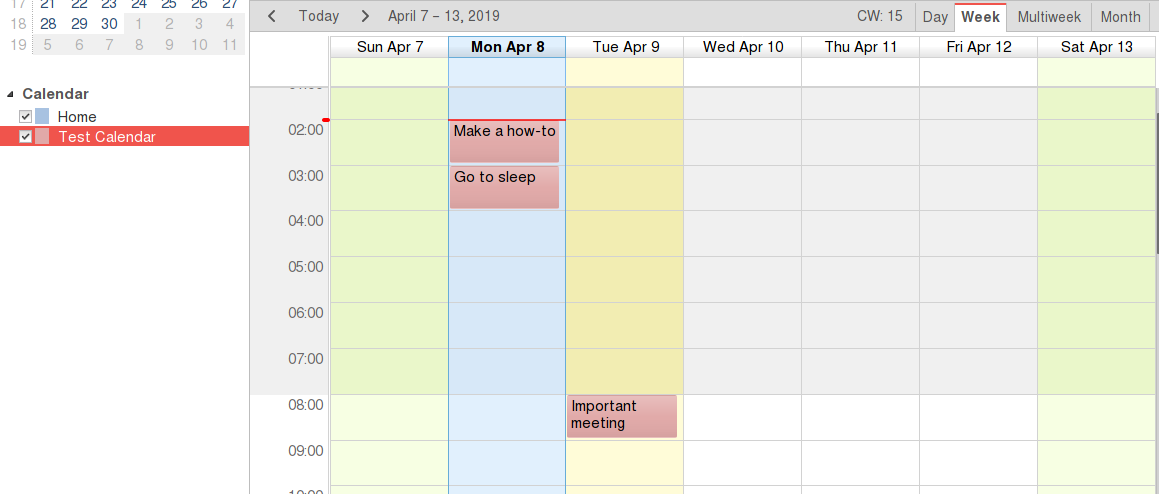 17 21 22 23 24 25 26 27
18 28 29 30 1 2 3 4
19 5 6 7 8 9 10 11
Calendar
Home
Test Calendar
Today April 7 – 13, 2019 CW: 15 Day Week Multiweek Month
Sun Apr 7 Mon Apr 8 Tue Apr 9 Wed Apr 10 Thu Apr 11 Fri Apr 12 Sat Apr 13
02:00 Make a how-to
03:00 Go to sleep
04:00
05:00
06:00
07:00
08:00 Important
meeting
09:00